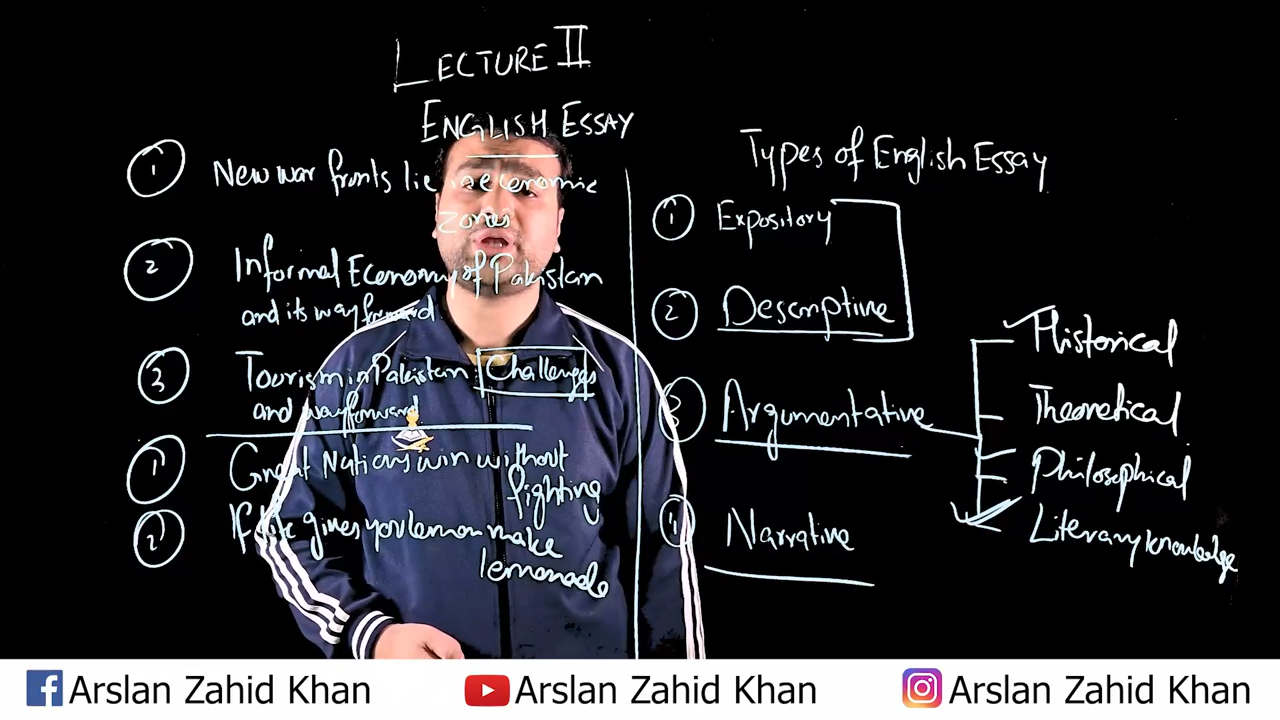 LECTURE II
ENGLISH ESSAY
1 New war fronts lie in economic
zones
2 Informal Economy of Pakistan
and its way forward.
3 Tourism in Pakistan: Challenges
and way forward
1 Great Nations win without
fighting
2 If life gives you lemon make
lemonade
Types of English Essay
1 Expository
2 Descriptive
3 Argumentative
4 Narrative
Historical
Theoretical
Philosophical
Literary knowledge
Arslan Zahid Khan
Arslan Zahid Khan
Arslan Zahid Khan